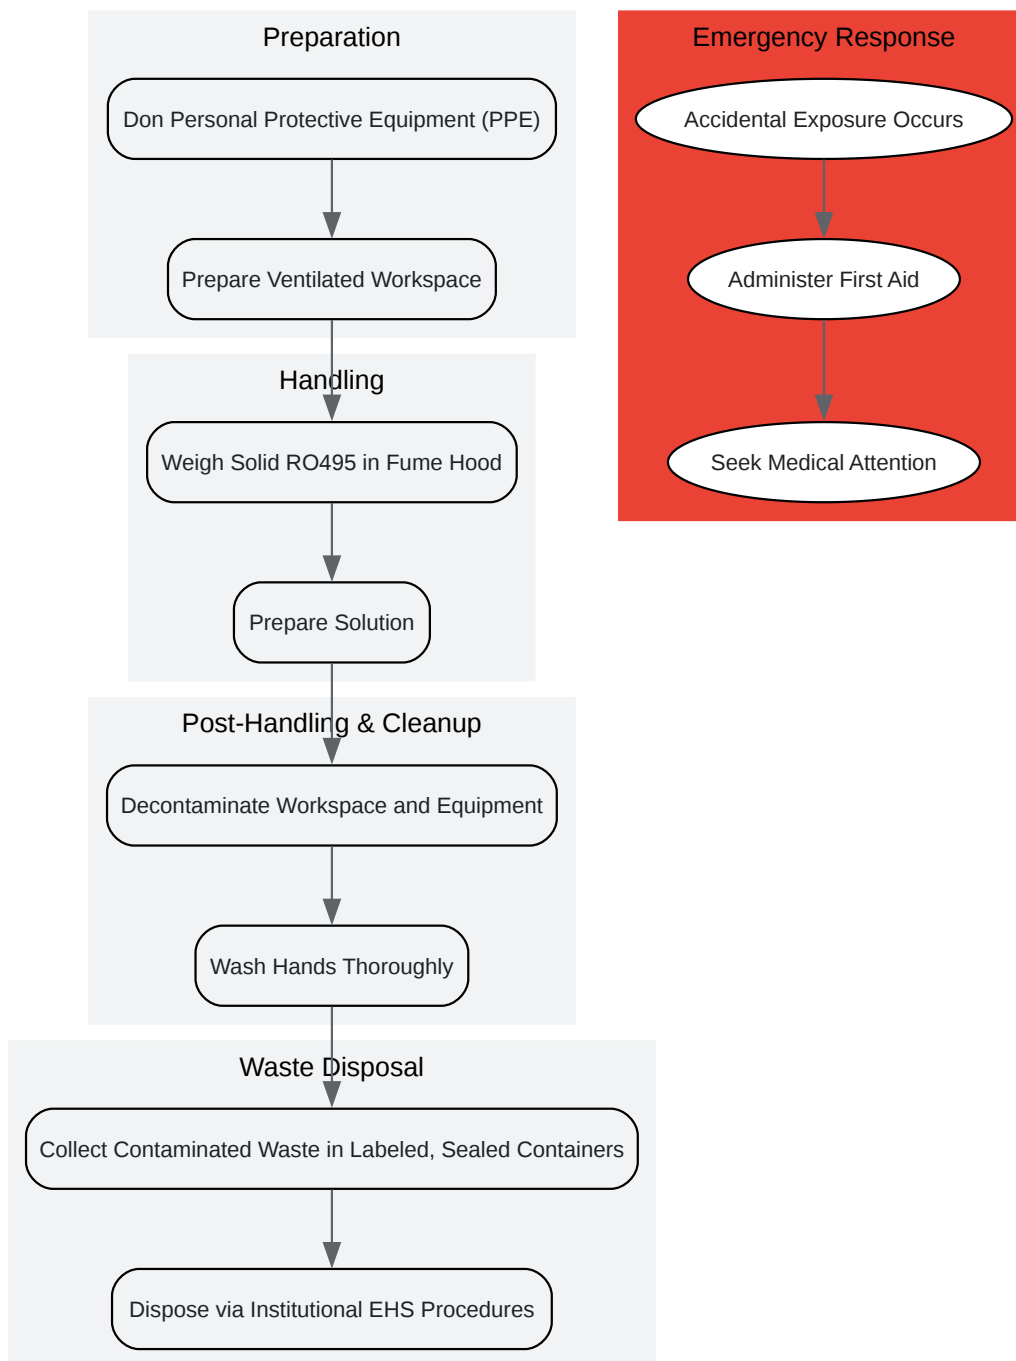 Preparation
Don Personal Protective Equipment (PPE)
Prepare Ventilated Workspace
Handling
Weigh Solid RO495 in Fume Hood
Prepare Solution
Post-Handling & Cleanup
Decontaminate Workspace and Equipment
Wash Hands Thoroughly
Waste Disposal
Collect Contaminated Waste in Labeled, Sealed Containers
Dispose via Institutional EHS Procedures
Emergency Response
Accidental Exposure Occurs
Administer First Aid
Seek Medical Attention